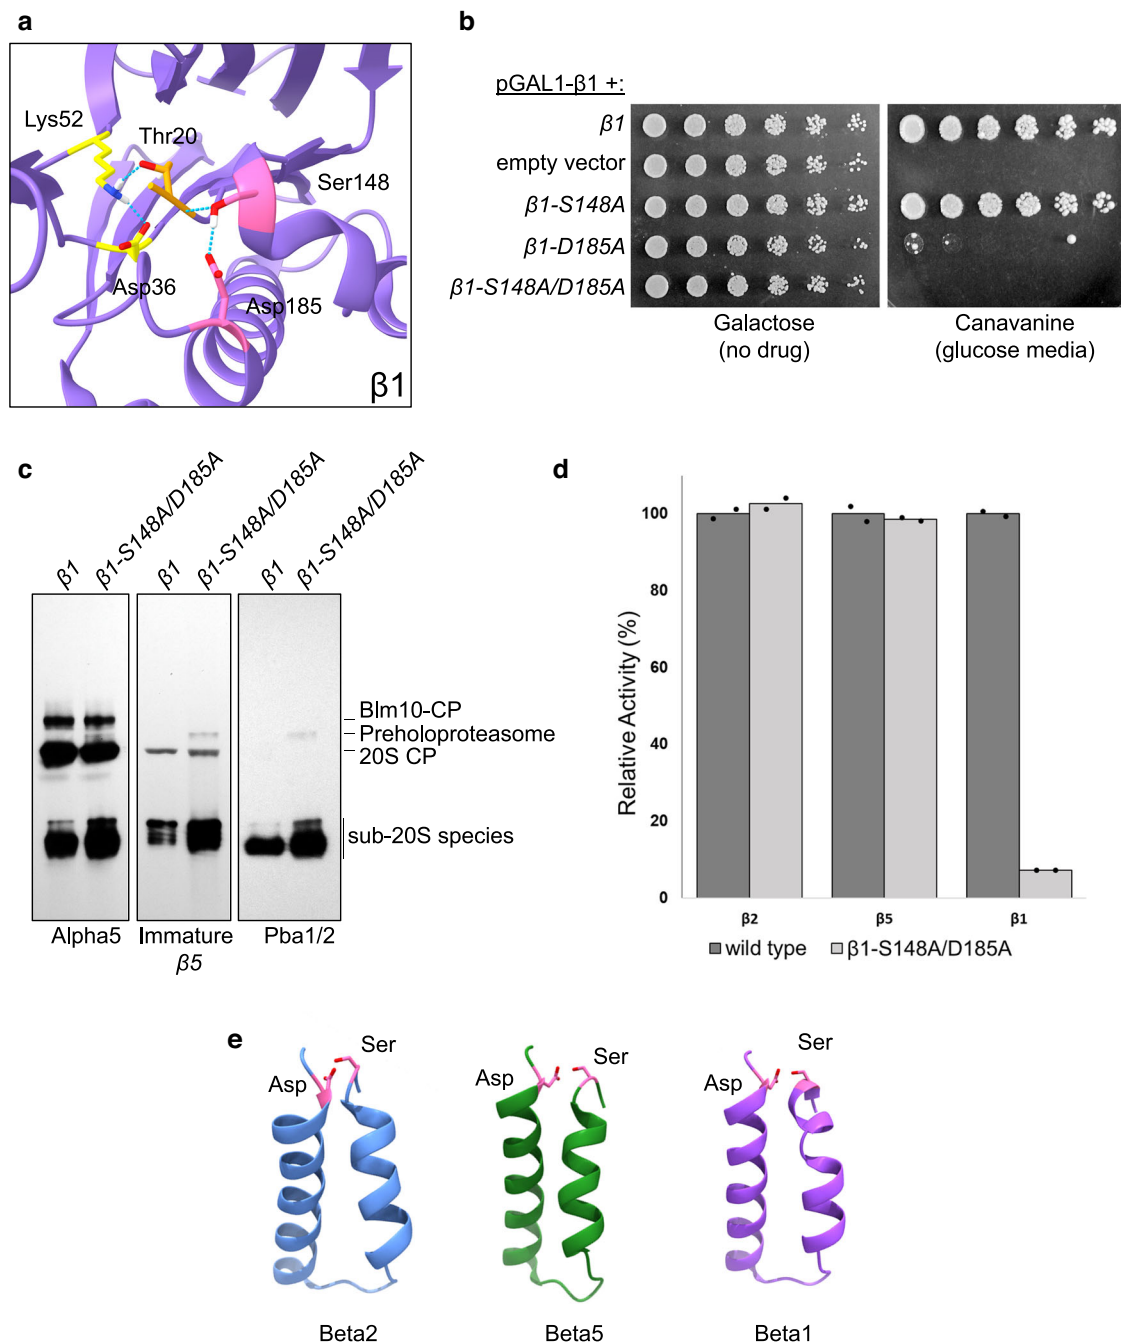 a
Lys52
Thr20
Ser148
Asp36
Asp185
β1
b
pGAL1-β1 +:
β1
empty vector
β1-S148A
β1-D185A
β1-S148A/D185A
Galactose
(no drug)
Canavanine
(glucose media)
c
β1
β1-S148A/D185A
β1
β1-S148A/D185A
β1
β1-S148A/D185A
Blm10-CP
Preholoproteasome
20S CP
sub-20S species
Alpha5
Immature
β5
Pba1/2
d
Relative Activity (%)
100
80
60
40
20
0
β2
β5
β1
wild type
β1-S148A/D185A
e
Asp
Ser
Asp
Ser
Asp
Ser
Beta2
Beta5
Beta1